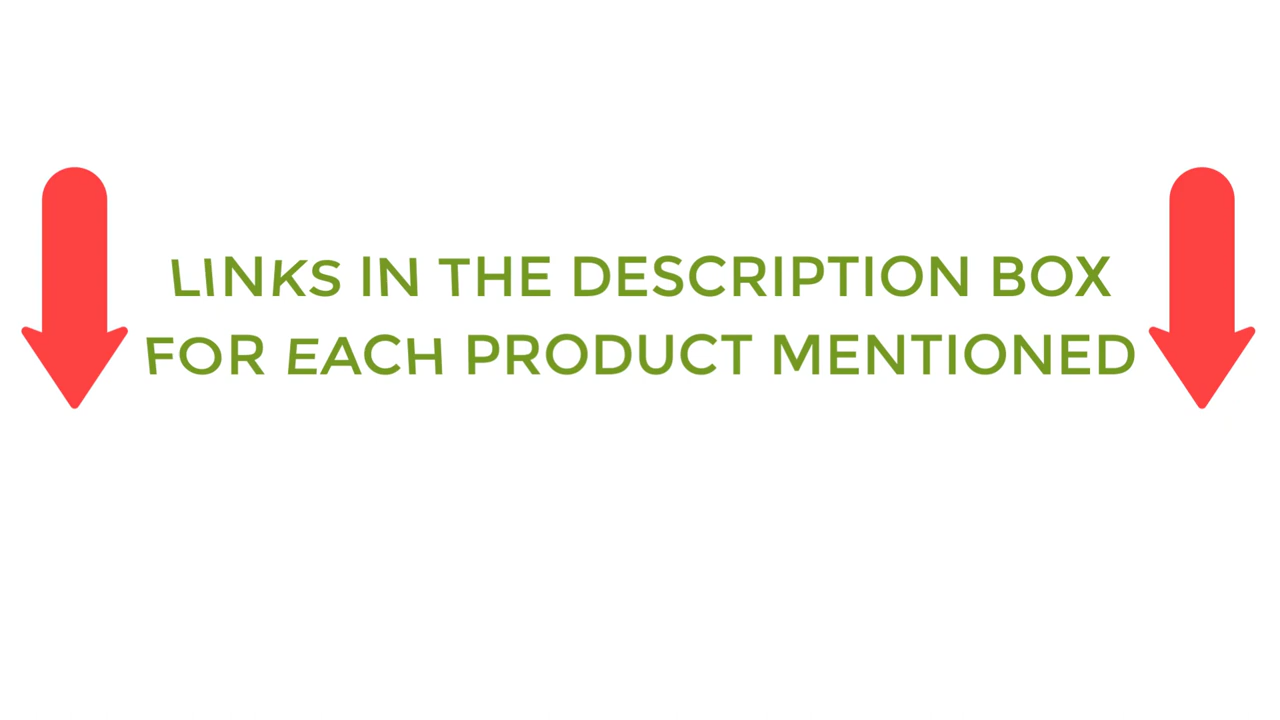 LINKS IN THE DESCRIPTION BOX
FOR EACH PRODUCT MENTIONED